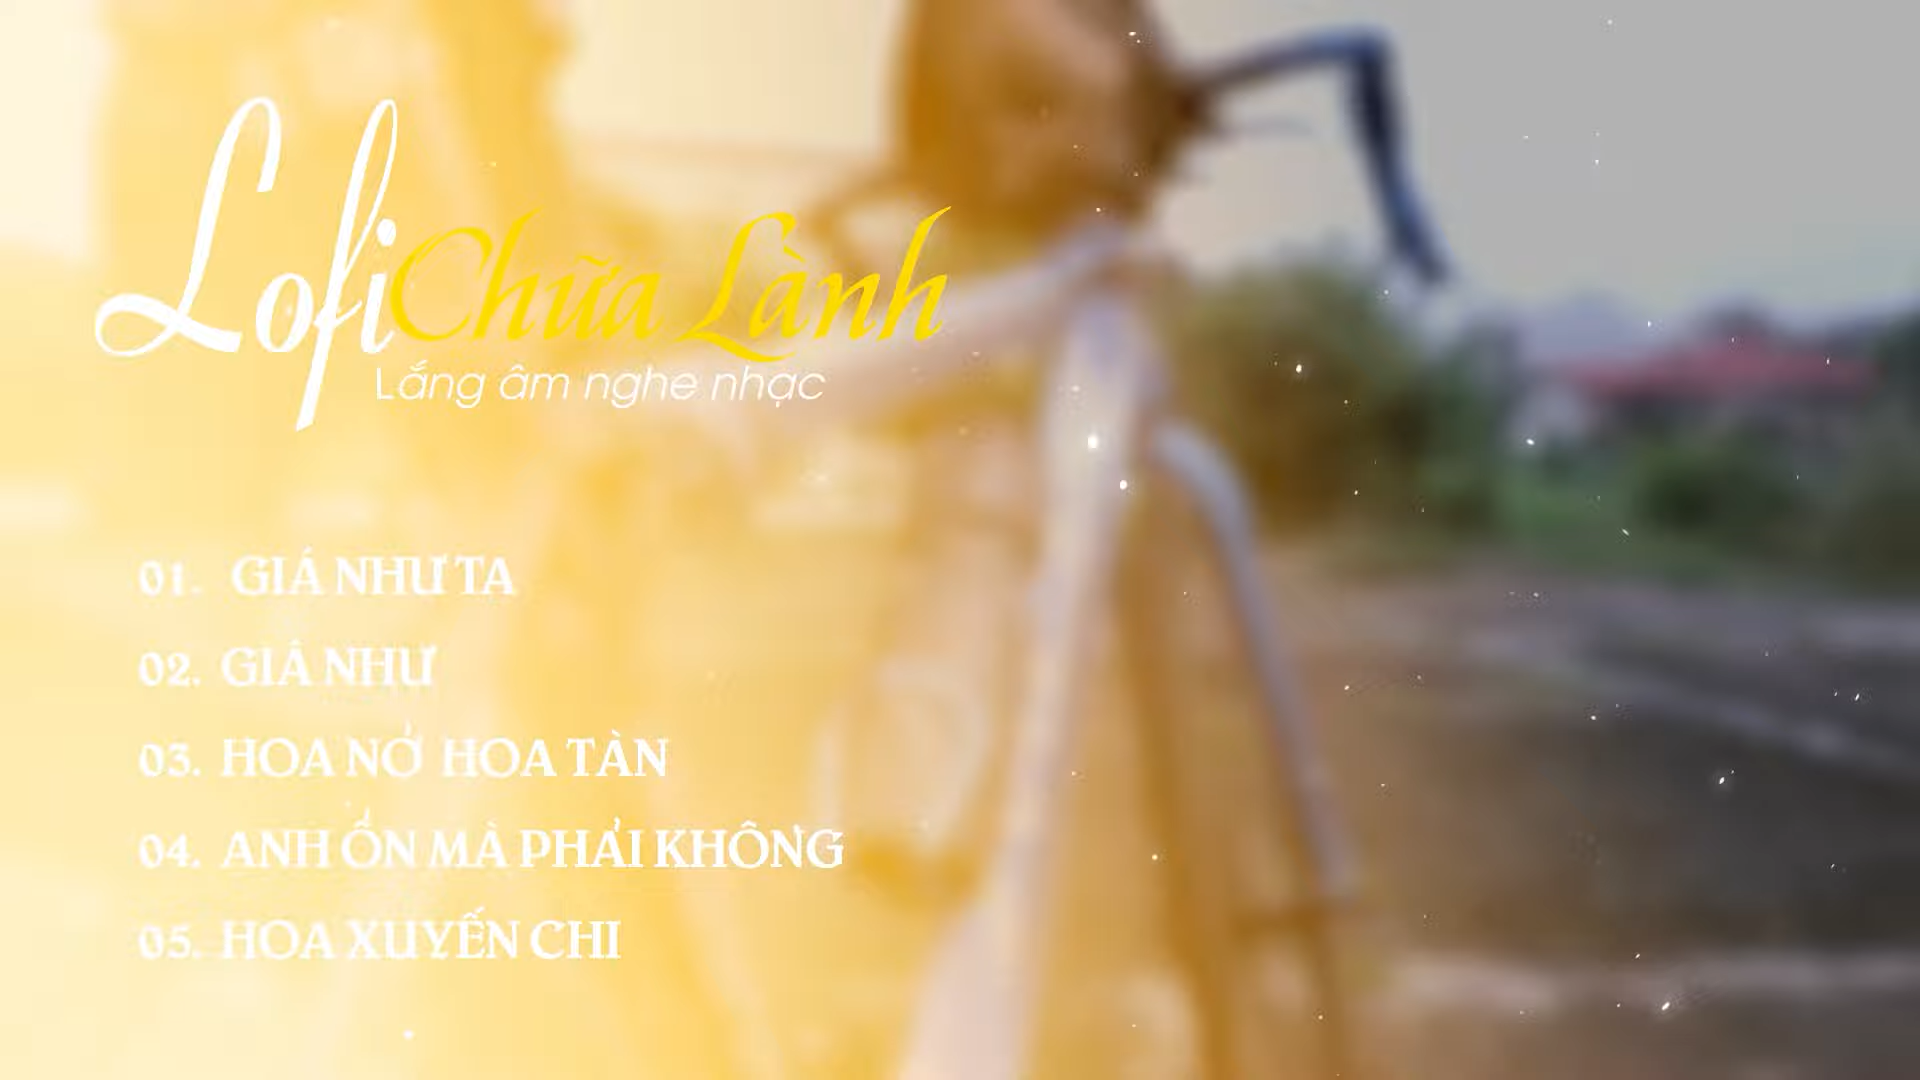 Lofi Chữa Lành
Lắng âm nghe nhạc
01. GIÁ NHƯ TA
02. GIÁ NHƯ
03. HOA NỞ HOA TÀN
04. ANH ỔN MÀ PHẢI KHÔNG
05. HOA XUYẾN CHI